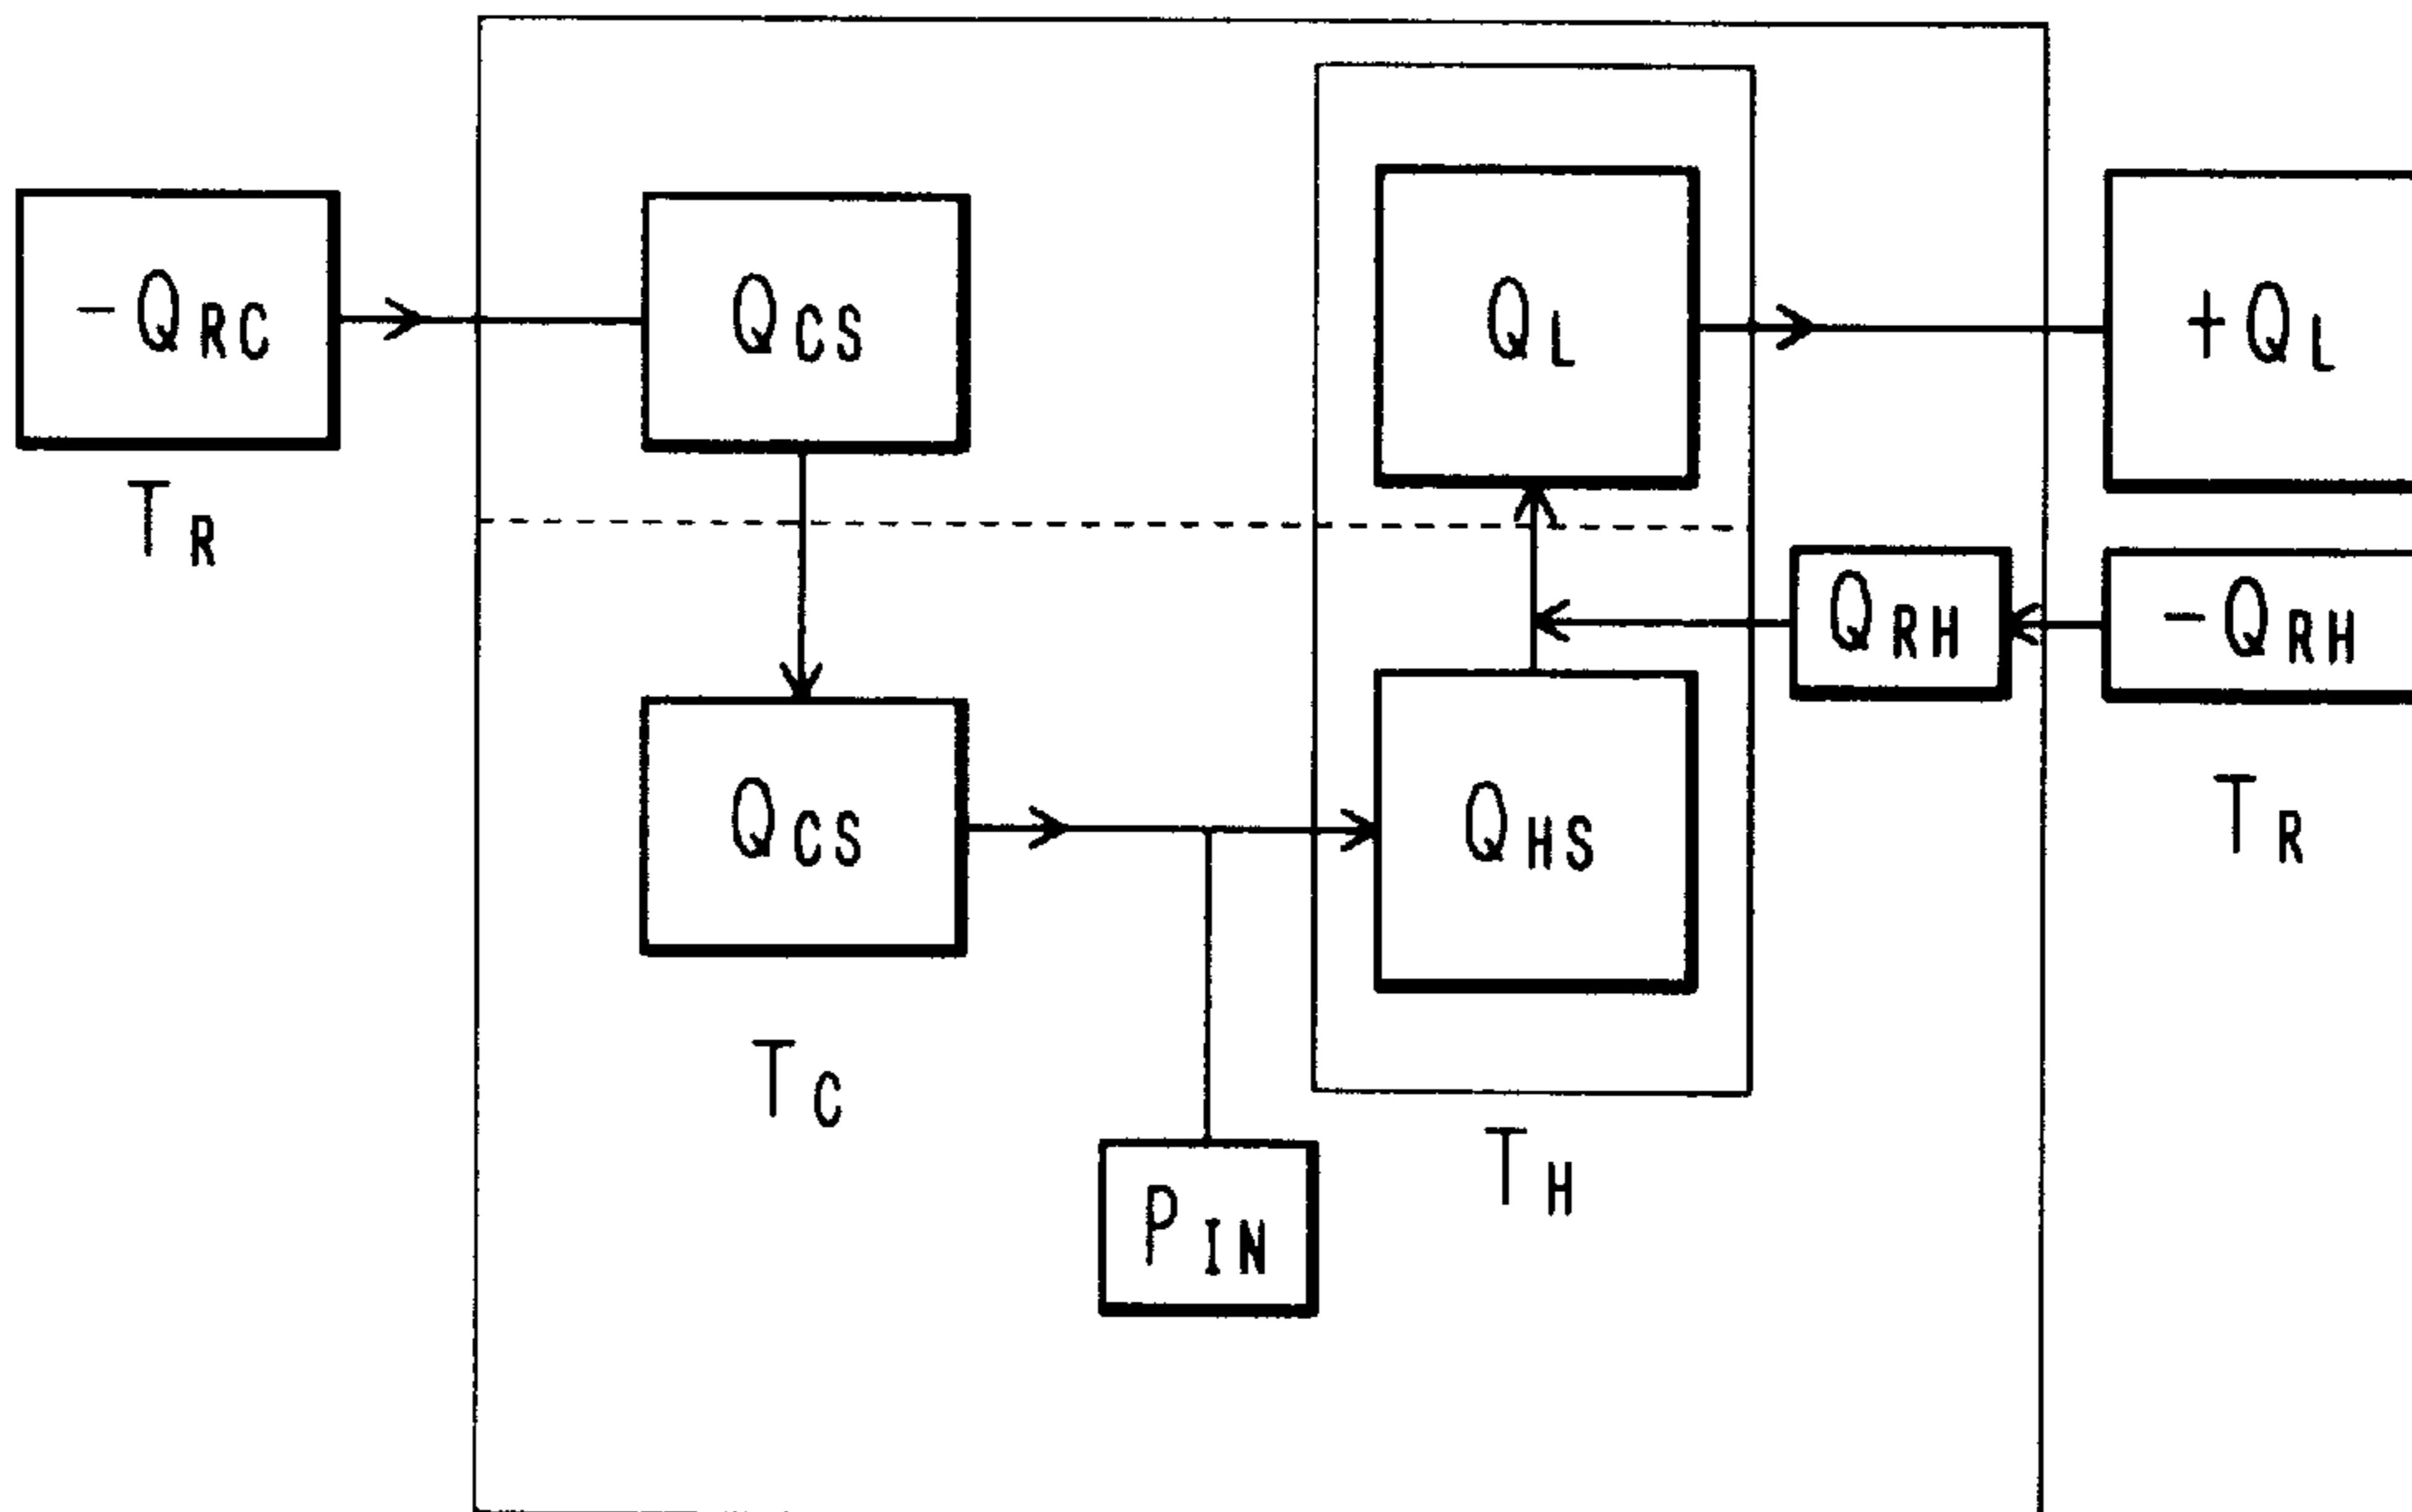 -QRC
QCS
QL
+QL
TR
QRH
-QRH
QCS
QHS
TR
TC
TH
PIN